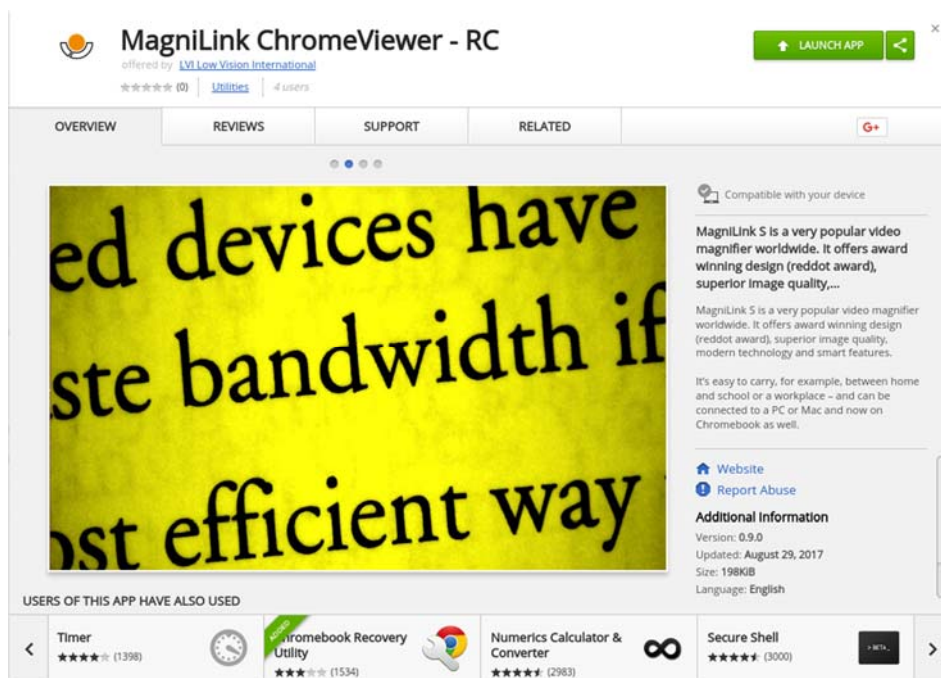 MagniLink ChromeViewer - RC
offered by LVI Low Vision International
(0) Utilities 4 users
LAUNCH APP
OVERVIEW REVIEWS SUPPORT RELATED
G+
ed devices have
ste bandwidth if
ost efficient way
Compatible with your device
MagniLink S is a very popular video
magnifier worldwide. It offers award
winning design (reddot award),
superior image quality,...
MagniLink S is a very popular video magnifier
worldwide. It offers award winning design
(reddot award), superior image quality,
modern technology and smart features.
It's easy to carry, for example, between home
and school or a workplace – and can be
connected to a PC or Mac and now on
Chromebook as well.
Website
Report Abuse
Additional Information
Version: 0.9.0
Updated: August 29, 2017
Size: 198KiB
Language: English
USERS OF THIS APP HAVE ALSO USED
Timer
(1398)
ADDED
Chromebook Recovery
Utility
(1534)
Numerics Calculator &
Converter
(2983)
Secure Shell
(3000)
> BETA_